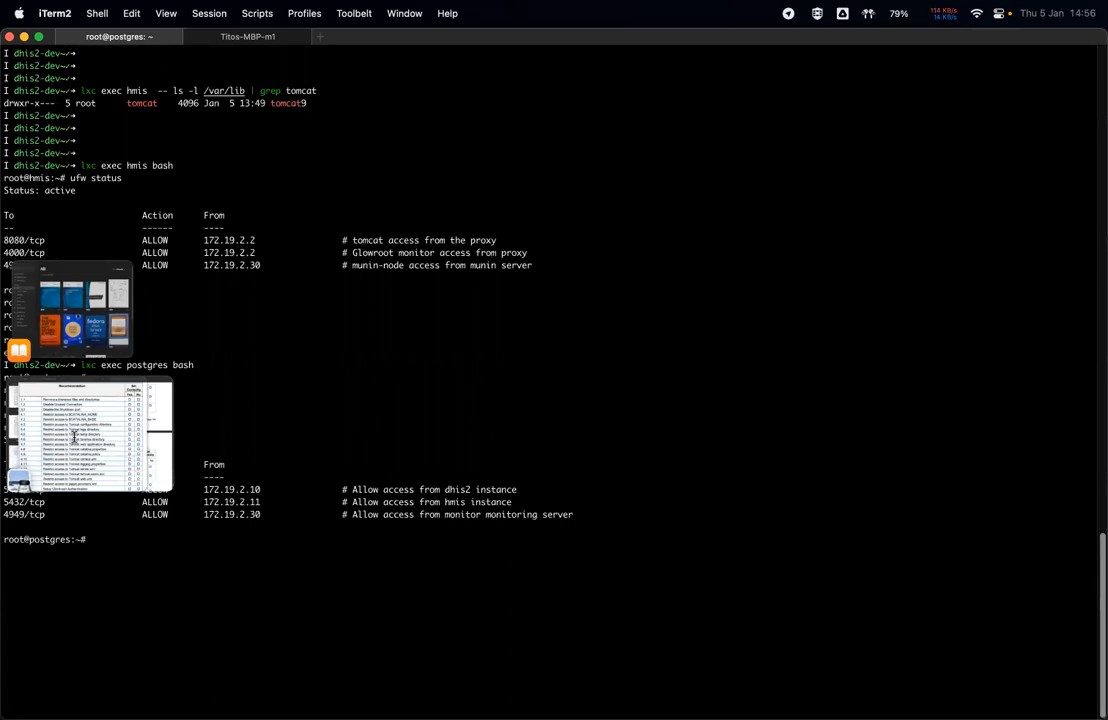 iTerm2 Shell Edit View Session Scripts Profiles Toolbelt Window Help 79% 114 KB/s 14 KB/s Thu 5 Jan 14:56
root@postgres: ~ Titos-MBP-m1 +
I dhis2-dev~→
I dhis2-dev~→
I dhis2-dev~→
I dhis2-dev~→ lxc exec hmis -- ls -l /var/lib | grep tomcat
drwxr-x--- 5 root tomcat 4096 Jan 5 13:49 tomcat9
I dhis2-dev~→
I dhis2-dev~→
I dhis2-dev~→
I dhis2-dev~→
I dhis2-dev~→ lxc exec hmis bash
root@hmis:~# ufw status
Status: active
To Action From
-- ------ ----
8080/tcp ALLOW 172.19.2.2 # tomcat access from the proxy
4000/tcp ALLOW 172.19.2.2 # Glowroot monitor access from proxy
ALLOW 172.19.2.30 # munin-node access from munin server
I dhis2-dev~→ lxc exec postgres bash
From
----
ALLOW 172.19.2.10 # Allow access from dhis2 instance
5432/tcp ALLOW 172.19.2.11 # Allow access from hmis instance
4949/tcp ALLOW 172.19.2.30 # Allow access from monitor monitoring server
root@postgres:~#